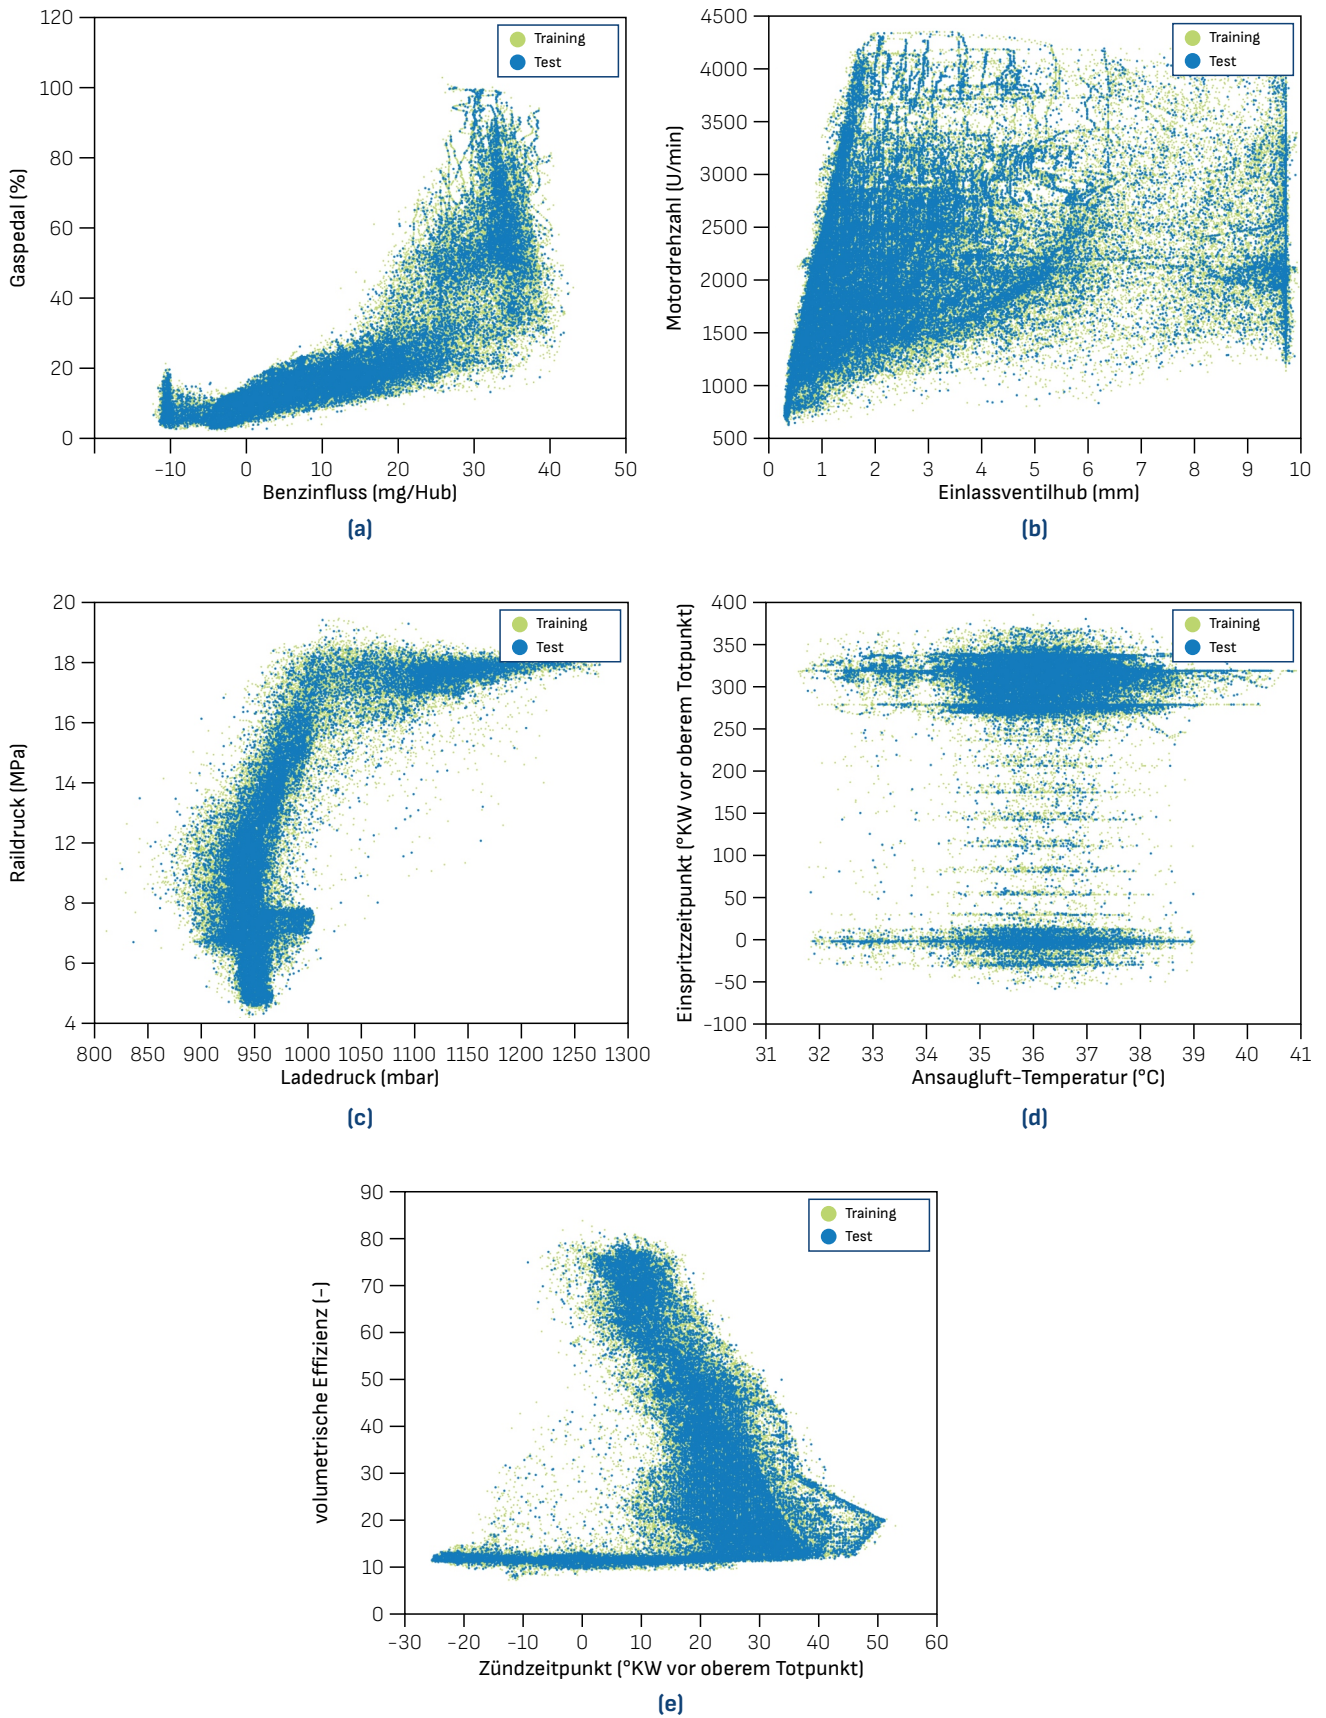 120
100
80
60
40
20
0
Gaspedal (%)
Training
Test
-10 0 10 20 30 40 50
Benzinfluss (mg/Hub)
(a)
4500
4000
3500
3000
2500
2000
1500
1000
500
Motordrehzahl (U/min)
Training
Test
0 1 2 3 4 5 6 7 8 9 10
Einlassventilhub (mm)
(b)
20
18
16
14
12
10
8
6
4
Raildruck (MPa)
Training
Test
800 850 900 950 1000 1050 1100 1150 1200 1250 1300
Ladedruck (mbar)
(c)
400
350
300
250
200
150
100
50
0
-50
-100
Einspritzzeitpunkt (°KW vor oberem Totpunkt)
Training
Test
31 32 33 34 35 36 37 38 39 40 41
Ansaugluft-Temperatur (°C)
(d)
90
80
70
60
50
40
30
20
10
0
volumetrische Effizienz (-)
Training
Test
-30 -20 -10 0 10 20 30 40 50 60
Zündzeitpunkt (°KW vor oberem Totpunkt)
(e)